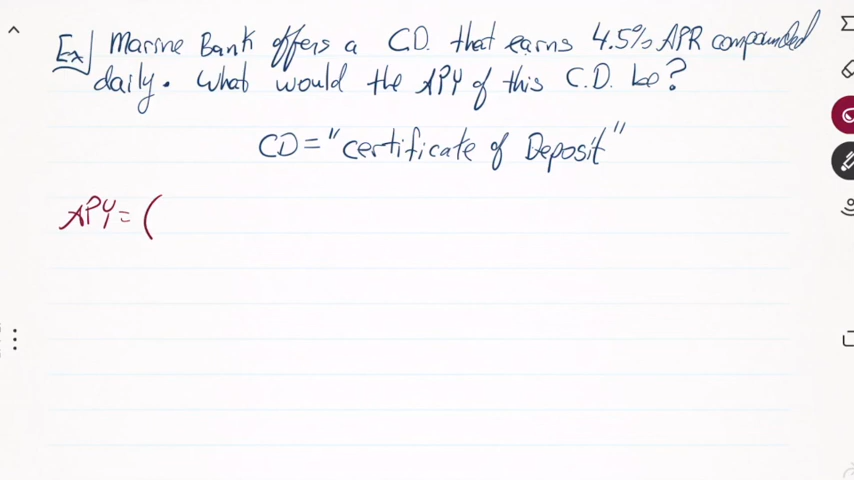 Ex| Marine Bank offers a C.D. that earns 4.5% APR compounded
daily. What would the APY of this C.D. be?
CD = "certificate of Deposit"
APY = (